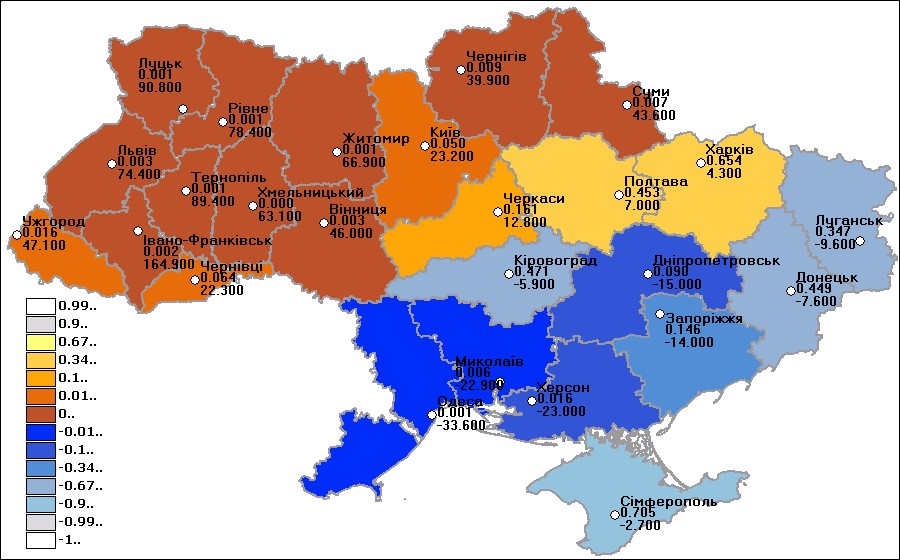 Луцьк
0.001
90.800
Рівне
0.001
78.400
Житомир
0.001
66.900
Київ
0.050
23.200
Чернігів
0.009
39.900
Суми
0.007
43.600
Львів
0.003
74.400
Тернопіль
0.001
89.400
Хмельницький
0.000
63.100
Вінниця
0.003
46.000
Черкаси
0.161
12.800
Полтава
0.453
7.000
Харків
0.654
4.300
Ужгород
0.016
47.100
Івано-Франківськ
0.002
164.900
Чернівці
0.064
22.300
Кіровоград
0.471
-5.900
Дніпропетровськ
0.090
-15.000
Луганськ
0.347
-9.600
Донецьк
0.449
-7.600
Запоріжжя
0.146
-14.000
Миколаїв
0.006
-22.900
Херсон
0.016
-23.000
Одеса
0.001
-33.600
Сімферополь
0.705
-2.700
0.99..
0.9..
0.67..
0.34..
0.1..
0.01..
0..
-0.01..
-0.1..
-0.34..
-0.67..
-0.9..
-0.99..
-1..